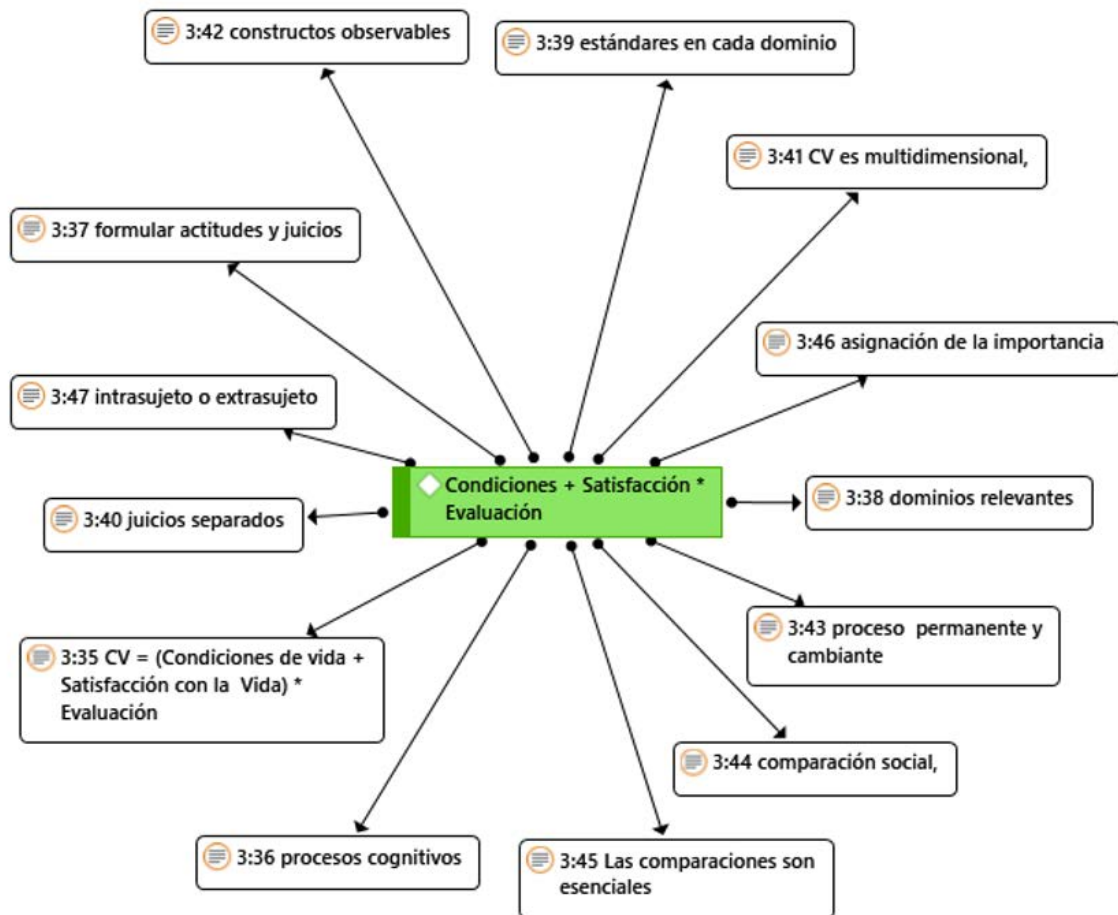 3:42 constructos observables
3:39 estándares en cada dominio
3:41 CV es multidimensional,
3:37 formular actitudes y juicios
3:46 asignación de la importancia
3:47 intrasujeto o extrasujeto
Condiciones + Satisfacción *
Evaluación
3:38 dominios relevantes
3:40 juicios separados
3:43 proceso  permanente y
cambiante
3:35 CV = (Condiciones de vida +
Satisfacción con la  Vida) *
Evaluación
3:44 comparación social,
3:36 procesos cognitivos
3:45 Las comparaciones son
esenciales